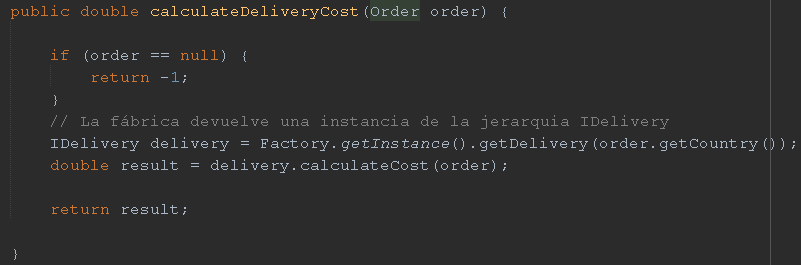 public double calculateDeliveryCost(Order order) {
if (order == null) {
return -1;
}
// La fábrica devuelve una instancia de la jerarquia IDelivery
IDelivery delivery = Factory.getInstance().getDelivery(order.getCountry());
double result = delivery.calculateCost(order);
return result;
}